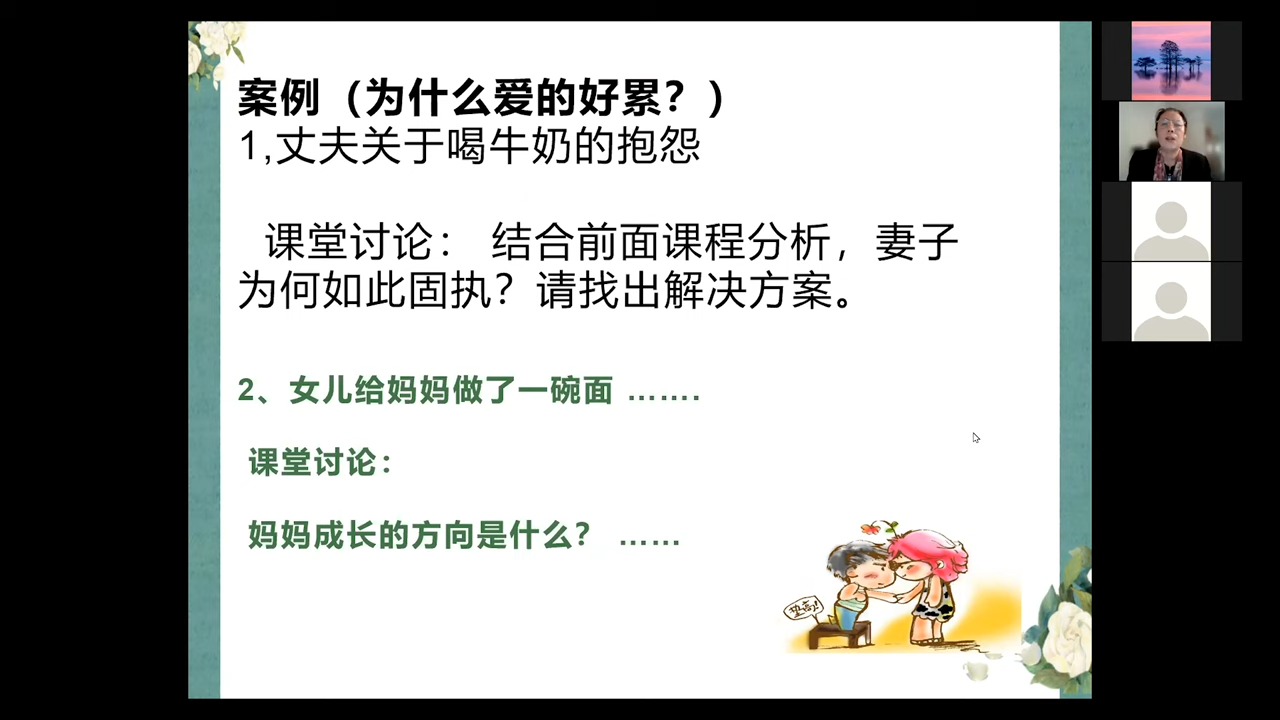 案例（为什么爱的好累？）
1,丈夫关于喝牛奶的抱怨
课堂讨论： 结合前面课程分析，妻子
为何如此固执？请找出解决方案。
2、女儿给妈妈做了一碗面 …….
课堂讨论：
妈妈成长的方向是什么？ ……
垫高!